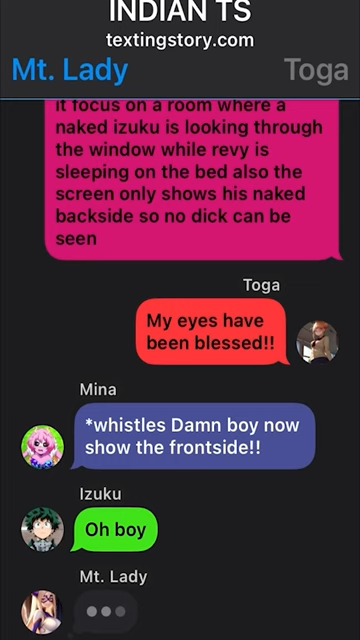 INDIAN TS
textingstory.com
Mt. Lady
Toga
it focus on a room where a
naked izuku is looking through
the window while revy is
sleeping on the bed also the
screen only shows his naked
backside so no dick can be
seen
Toga
My eyes have
been blessed!!
Mina
*whistles Damn boy now
show the frontside!!
Izuku
Oh boy
Mt. Lady